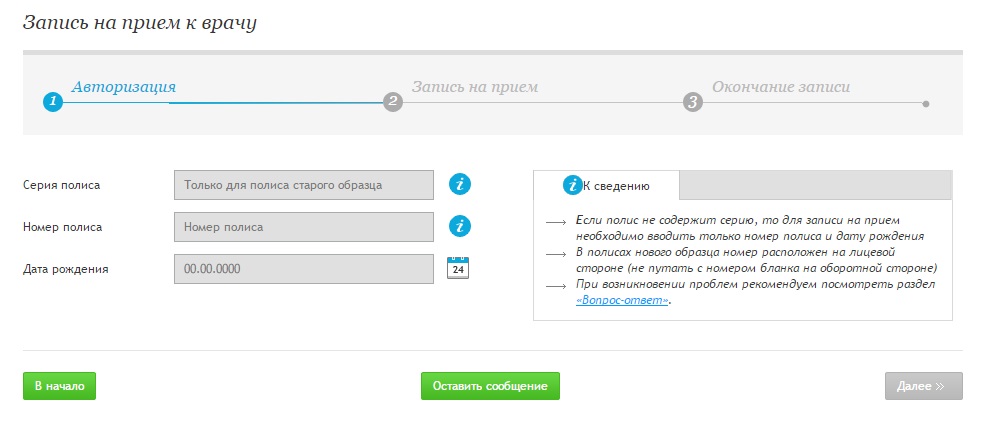 Запись на прием к врачу
1 Авторизация
2 Запись на прием
3 Окончание записи
Серия полиса
Только для полиса старого образца
i
Номер полиса
Номер полиса
i
Дата рождения
00.00.0000
24
i К сведению
Если полис не содержит серию, то для записи на прием
необходимо вводить только номер полиса и дату рождения
В полисах нового образца номер расположен на лицевой
стороне (не путать с номером бланка на оборотной стороне)
При возникновении проблем рекомендуем посмотреть раздел
«Вопрос-ответ».
В начало
Оставить сообщение
Далее »